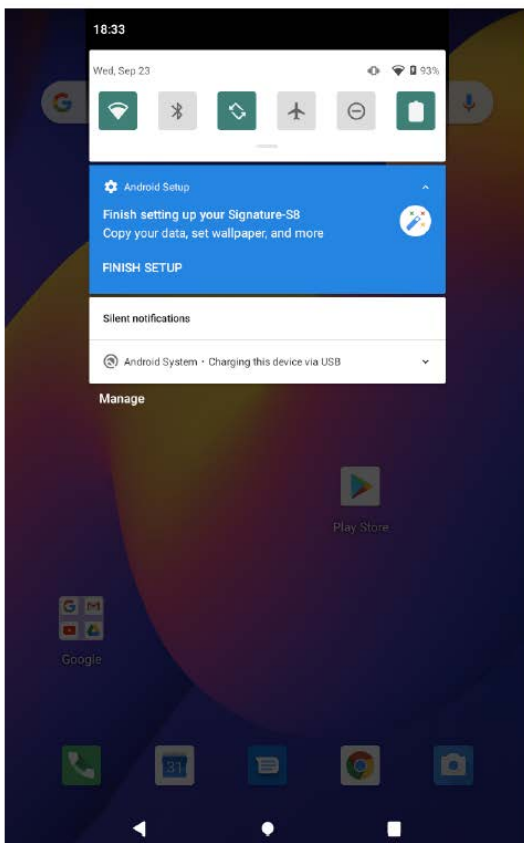 18:33
Wed, Sep 23
93%
Android Setup
Finish setting up your Signature-S8
Copy your data, set wallpaper, and more
FINISH SETUP
Silent notifications
Android System • Charging this device via USB
Manage
Play Store
Google
31